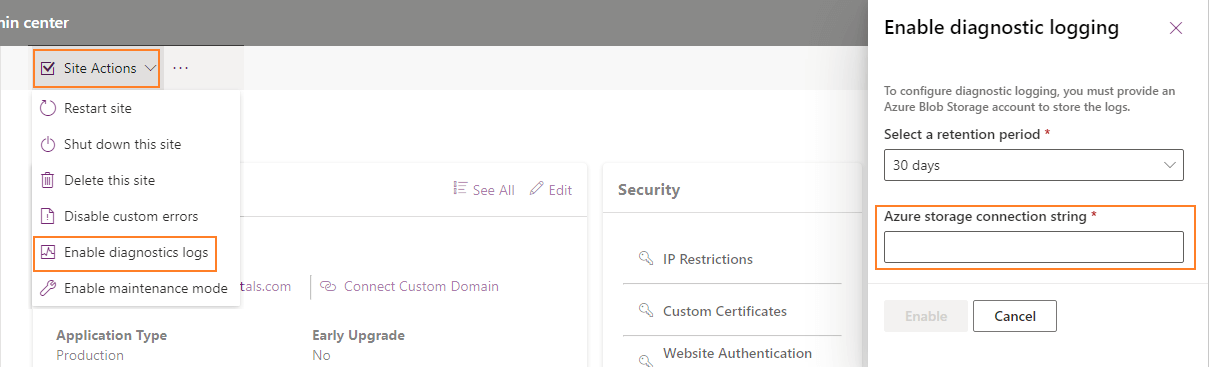 min center
Site Actions
···
Restart site
Shut down this site
Delete this site
Disable custom errors
Enable diagnostics logs
Enable maintenance mode
See All
Edit
tals.com
Connect Custom Domain
Application Type
Production
Early Upgrade
No
Security
IP Restrictions
Custom Certificates
Website Authentication
Enable diagnostic logging
To configure diagnostic logging, you must provide an
Azure Blob Storage account to store the logs.
Select a retention period *
30 days
Azure storage connection string *
Enable
Cancel